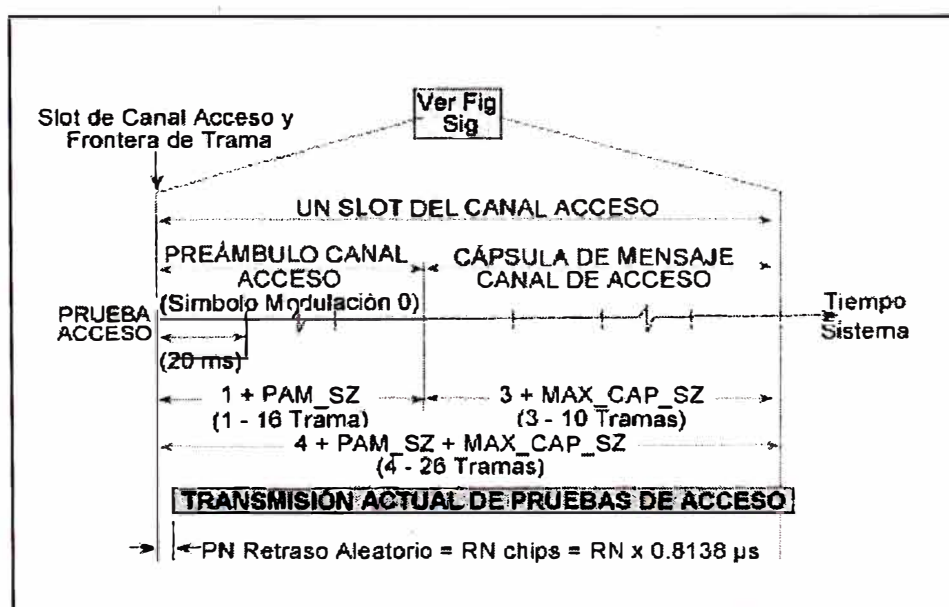 Ver Fig
Sig
Slot de Canal Acceso y
Frontera de Trama
UN SLOT DEL CANAL ACCESO
PREÁMBULO CANAL
ACCESO
(Simbolo Modulación 0)
CÁPSULA DE MENSAJE
CANAL DE ACCESO
PRUEBA
ACCESO
(20 ms)
Tiempo
Sistema
1 + PAM_SZ
(1 - 16 Trama)
3 + MAX_CAP_SZ
(3 - 10 Tramas)
4 + PAM_SZ + MAX_CAP_SZ
(4 - 26 Tramas)
TRANSMISIÓN ACTUAL DE PRUEBAS DE ACCESO
PN Retraso Aleatorio = RN chips = RN x 0.8138 µs